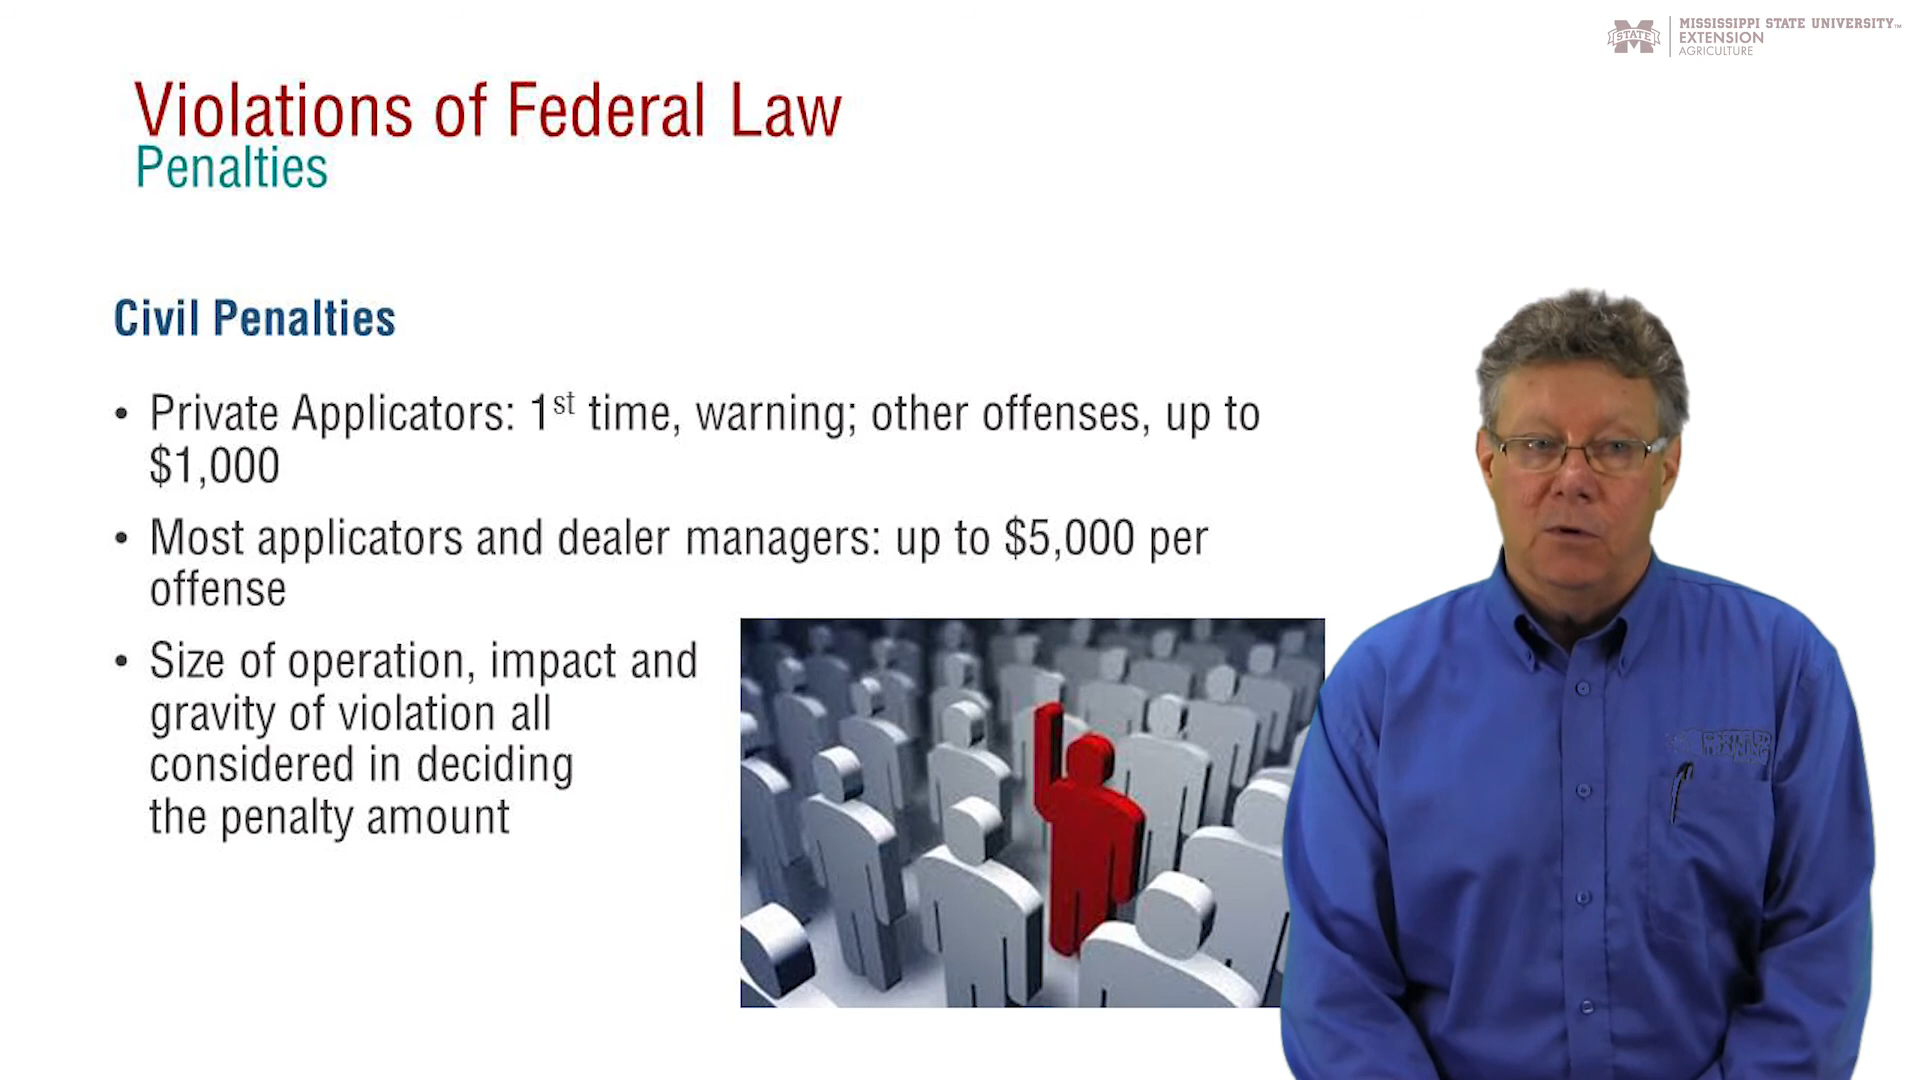 STATE
MISSISSIPPI STATE UNIVERSITY™
EXTENSION
AGRICULTURE
Violations of Federal Law
Penalties
Civil Penalties
• Private Applicators: 1st time, warning; other offenses, up to
$1,000
• Most applicators and dealer managers: up to $5,000 per
offense
• Size of operation, impact and
gravity of violation all
considered in deciding
the penalty amount